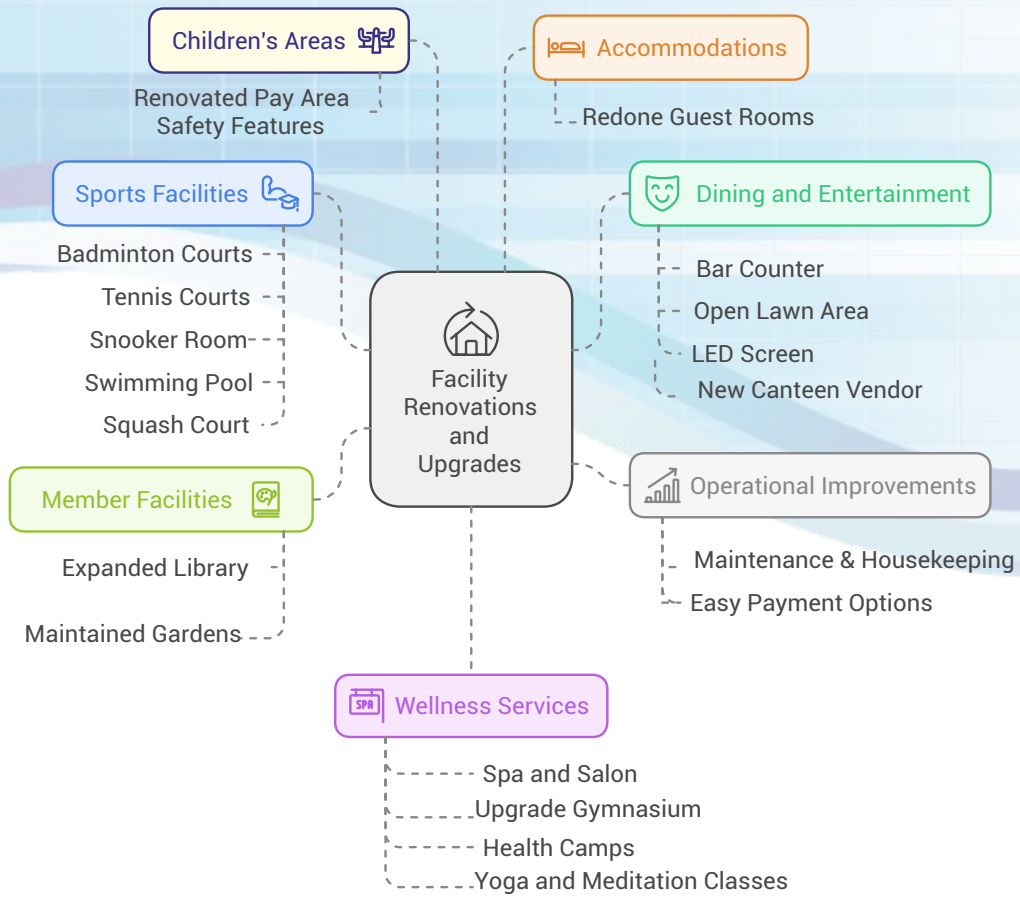 Children's Areas
Renovated Pay Area
Safety Features
Accommodations
Redone Guest Rooms
Sports Facilities
Badminton Courts
Tennis Courts
Snooker Room
Swimming Pool
Squash Court
Dining and Entertainment
Bar Counter
Open Lawn Area
LED Screen
New Canteen Vendor
Facility
Renovations
and
Upgrades
Member Facilities
Expanded Library
Maintained Gardens
Operational Improvements
Maintenance & Housekeeping
Easy Payment Options
SPA
Wellness Services
Spa and Salon
Upgrade Gymnasium
Health Camps
Yoga and Meditation Classes